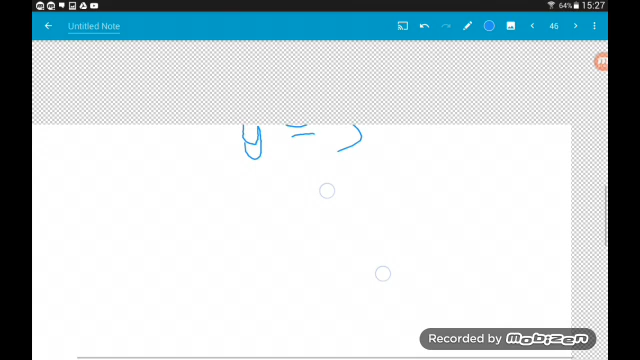 64% 15:27
Untitled Note 46
y =
Recorded by Mobizen